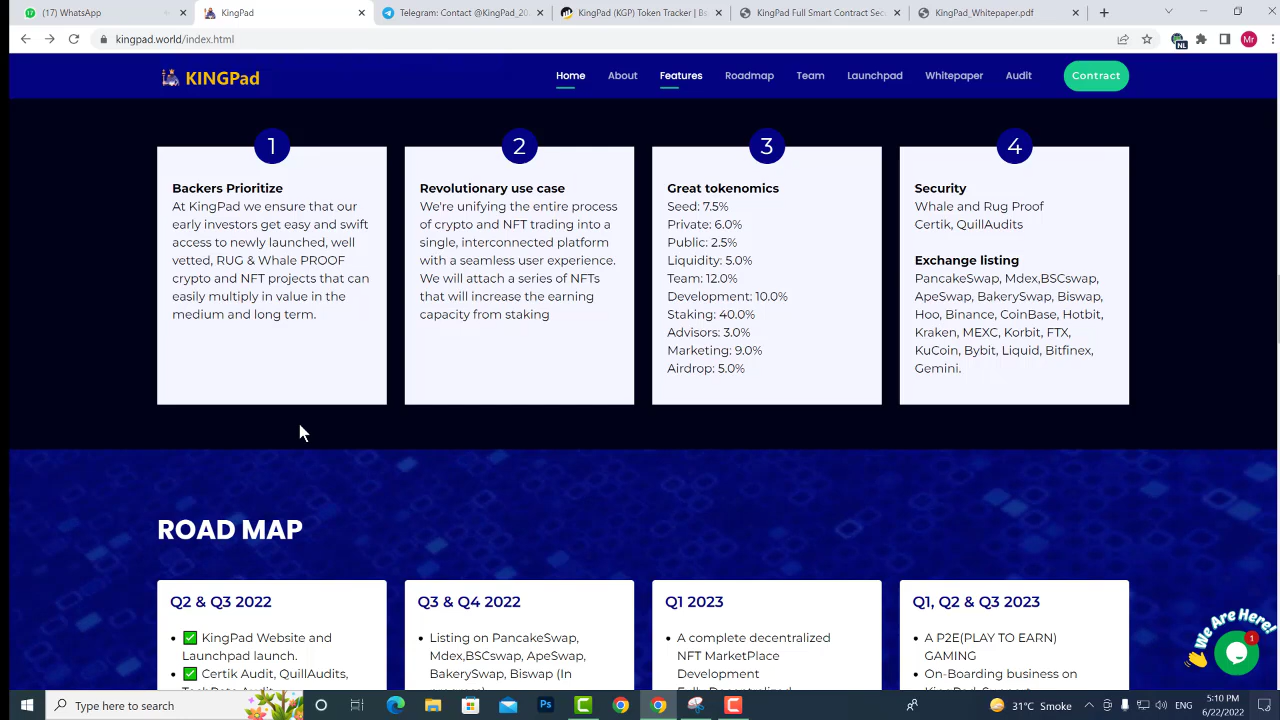 (17) WhatsApp
KingPad
Telegram: Contact @KingPad_20
KingPad (KGP) Token Tracker | Bs
KingPad Full Smart Contract Sec
KingPad_Whitepaper.pdf
kingpad.world/index.html
NL
Mr
KINGPad
Home
About
Features
Roadmap
Team
Launchpad
Whitepaper
Audit
Contract
1
Backers Prioritize
At KingPad we ensure that our
early investors get easy and swift
access to newly launched, well
vetted, RUG & Whale PROOF
crypto and NFT projects that can
easily multiply in value in the
medium and long term.
2
Revolutionary use case
We're unifying the entire process
of crypto and NFT trading into a
single, interconnected platform
with a seamless user experience.
We will attach a series of NFTs
that will increase the earning
capacity from staking
3
Great tokenomics
Seed: 7.5%
Private: 6.0%
Public: 2.5%
Liquidity: 5.0%
Team: 12.0%
Development: 10.0%
Staking: 40.0%
Advisors: 3.0%
Marketing: 9.0%
Airdrop: 5.0%
4
Security
Whale and Rug Proof
Certik, QuillAudits
Exchange listing
PancakeSwap, Mdex,BSCswap,
ApeSwap, BakerySwap, Biswap,
Hoo, Binance, CoinBase, Hotbit,
Kraken, MEXC, Korbit, FTX,
KuCoin, Bybit, Liquid, Bitfinex,
Gemini.
ROAD MAP
Q2 & Q3 2022
KingPad Website and
Launchpad launch.
Certik Audit, QuillAudits,
Q3 & Q4 2022
Listing on PancakeSwap,
Mdex,BSCswap, ApeSwap,
BakerySwap, Biswap (In
Q1 2023
A complete decentralized
NFT MarketPlace
Development
Q1, Q2 & Q3 2023
A P2E(PLAY TO EARN)
GAMING
On-Boarding business on
We Are Here!
1
Type here to search
Ps
C
C
31°C Smoke
ENG
5:10 PM
6/22/2022